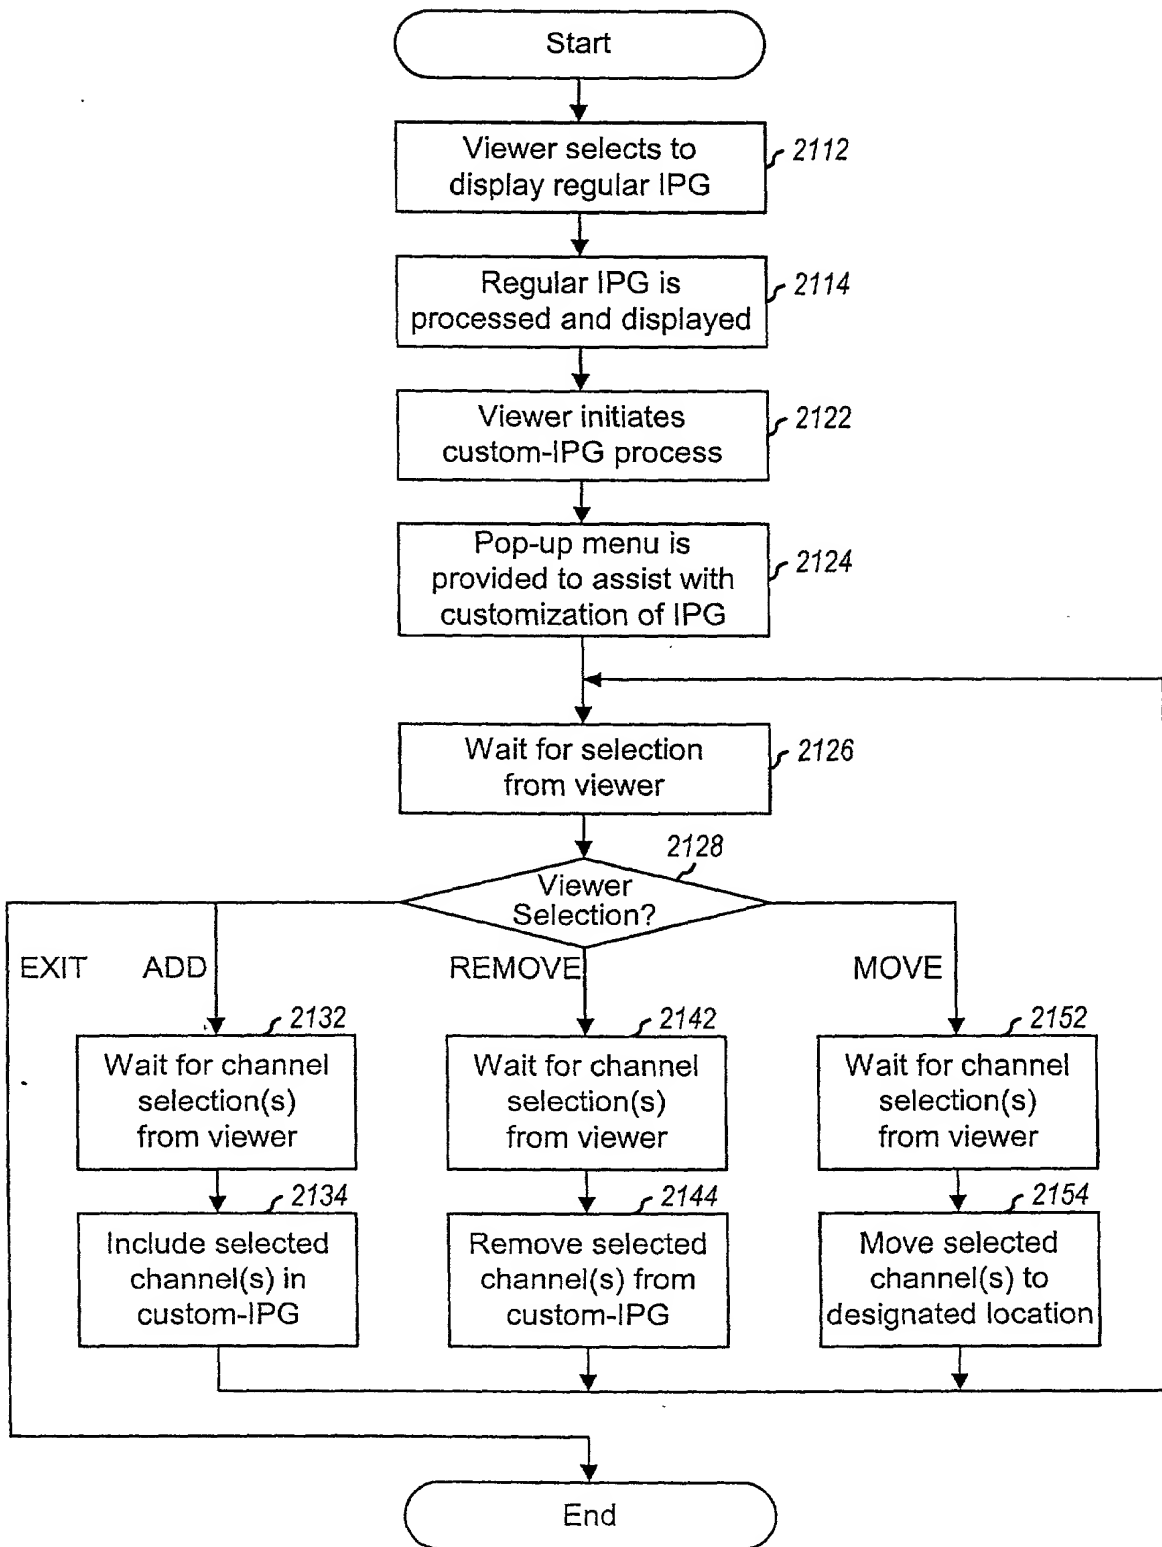 Start
Viewer selects to
display regular IPG
2112
Regular IPG is
processed and displayed
2114
Viewer initiates
custom-IPG process
2122
Pop-up menu is
provided to assist with
customization of IPG
2124
Wait for selection
from viewer
2126
2128
Viewer
Selection?
EXIT
ADD
REMOVE
MOVE
2132
Wait for channel
selection(s)
from viewer
2142
Wait for channel
selection(s)
from viewer
2152
Wait for channel
selection(s)
from viewer
2134
Include selected
channel(s) in
custom-IPG
2144
Remove selected
channel(s) from
custom-IPG
2154
Move selected
channel(s) to
designated location
End